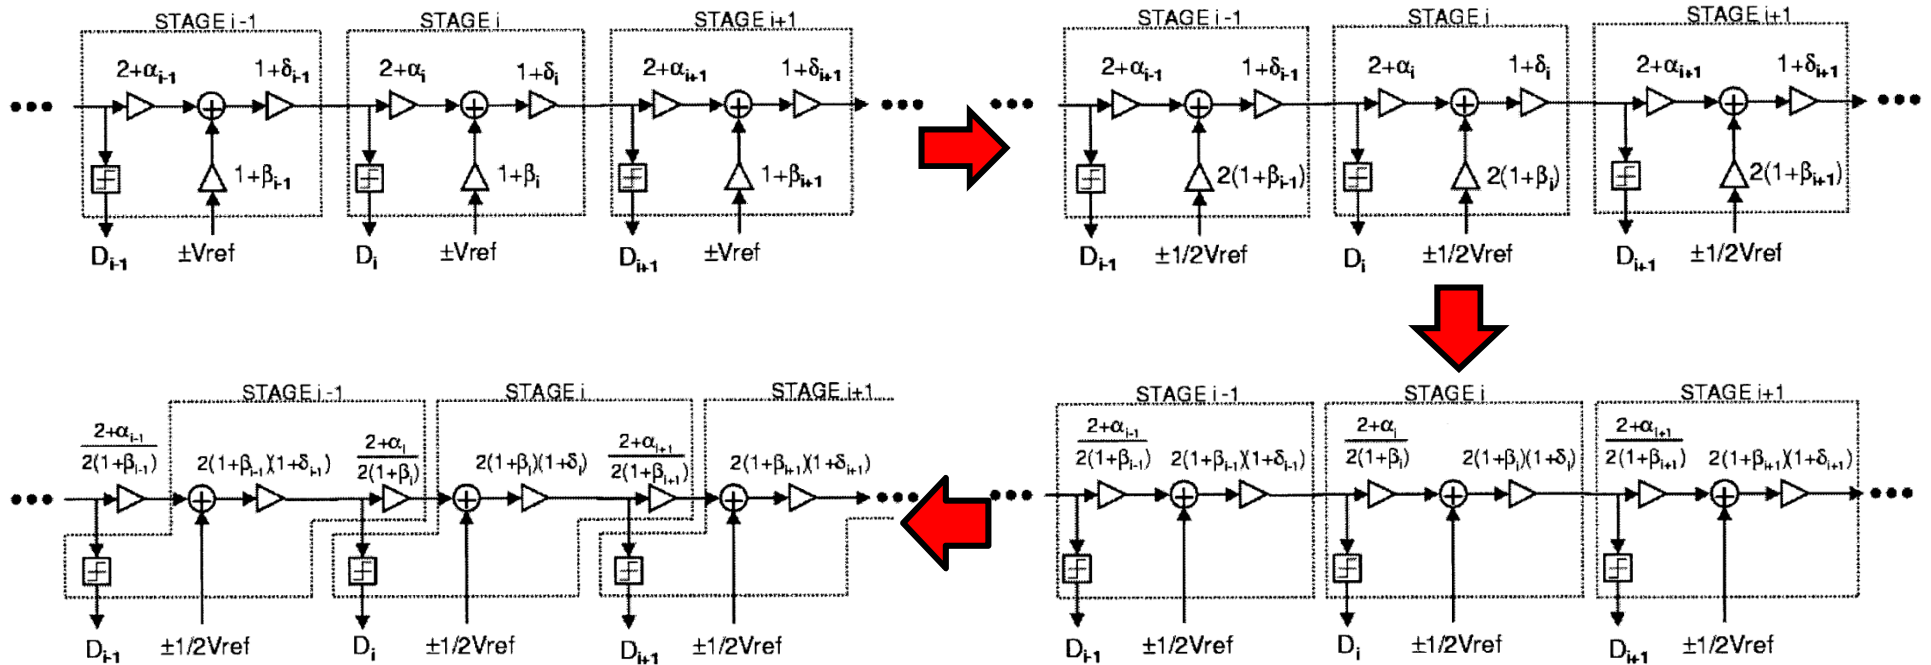 STAGE i-1 STAGE i STAGE i+1
2+αi-1 1+δi-1 2+αi 1+δi 2+αi+1 1+δi+1
1+βi-1 1+βi 1+βi+1
Di-1 ±Vref Di ±Vref Di+1 ±Vref
STAGE i-1 STAGE i STAGE i+1
2+αi-1 1+δi-1 2+αi 1+δi 2+αi+1 1+δi+1
2(1+βi-1) 2(1+βi) 2(1+βi+1)
Di-1 ±1/2Vref Di ±1/2Vref Di+1 ±1/2Vref
STAGE i-1 STAGE i STAGE i+1
2+αi-1 2+αi 2+αi+1
2(1+βi-1) 2(1+βi-1)(1+δi-1) 2(1+βi) 2(1+βi)(1+δi) 2(1+βi+1) 2(1+βi+1)(1+δi+1)
Di-1 ±1/2Vref Di ±1/2Vref Di+1 ±1/2Vref
STAGE i-1 STAGE i STAGE i+1
2+αi-1 2+αi 2+αi+1
2(1+βi-1) 2(1+βi-1)(1+δi-1) 2(1+βi) 2(1+βi)(1+δi) 2(1+βi+1) 2(1+βi+1)(1+δi+1)
Di-1 ±1/2Vref Di ±1/2Vref Di+1 ±1/2Vref